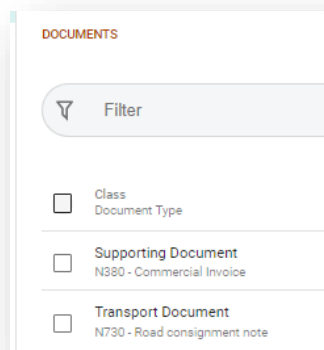 DOCUMENTS
Filter
Class
Document Type
Supporting Document
N380 - Commercial Invoice
Transport Document
N730 - Road consignment note